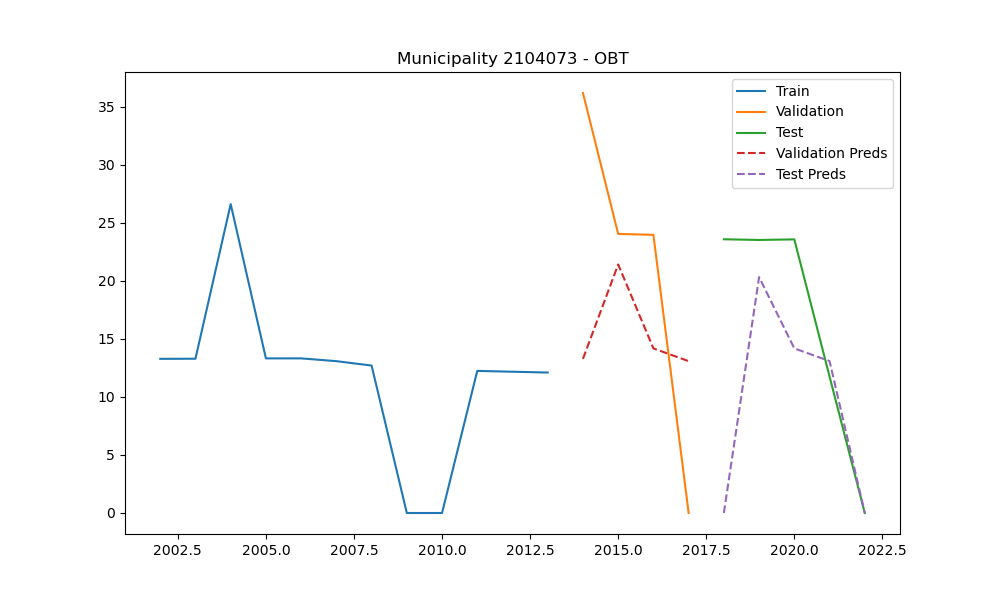 Municipality 2104073 - OBT
Train
Validation
Test
Validation Preds
Test Preds
35
30
25
20
15
10
5
0
2002.5 2005.0 2007.5 2010.0 2012.5 2015.0 2017.5 2020.0 2022.5